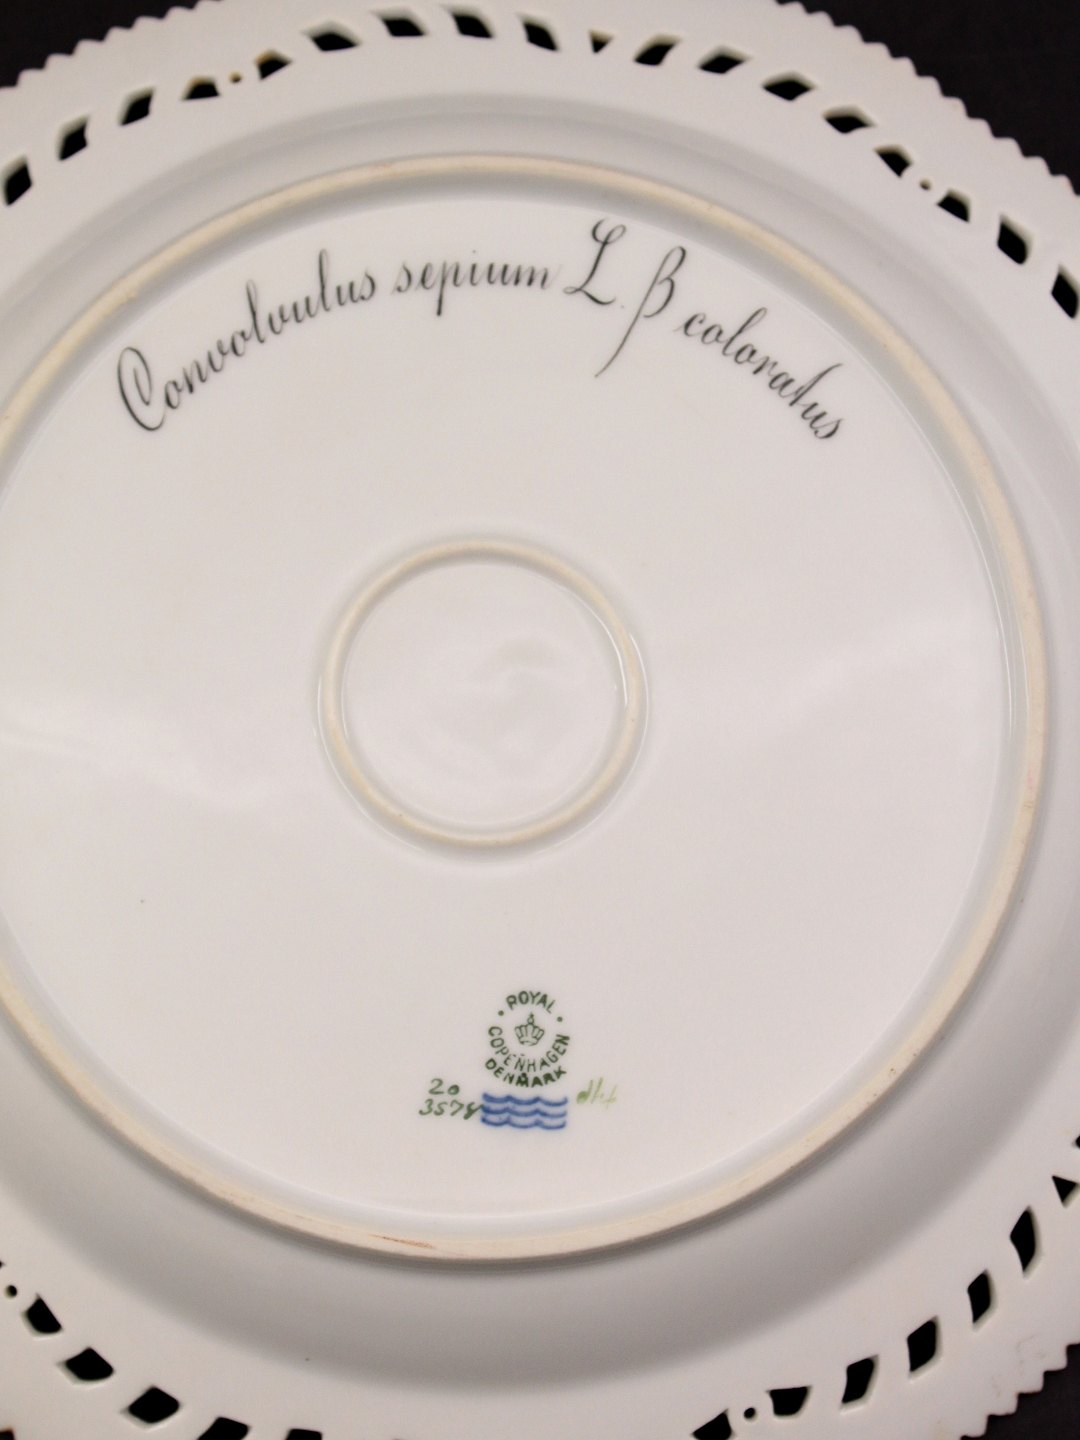 Convolvulus sepium L. β coloratus
ROYAL
COPENHAGEN
DENMARK
20
3578